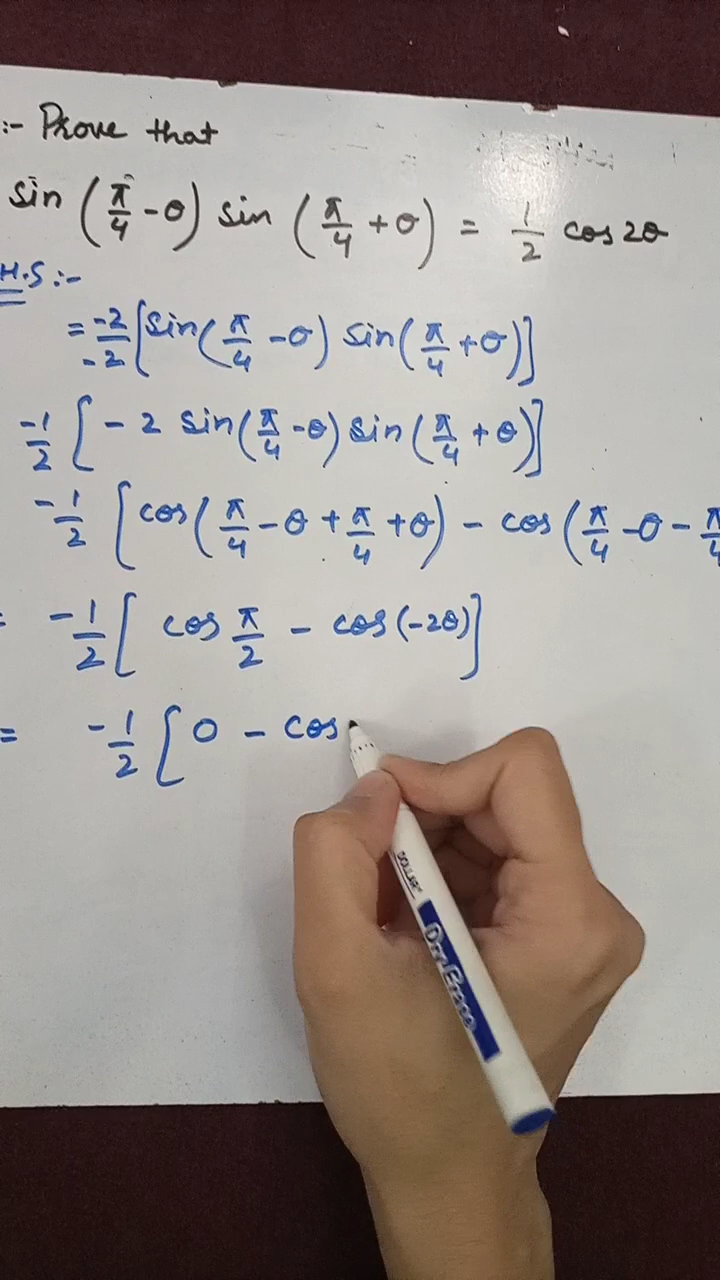 :- Prove that
sin (π/4 - θ) sin (π/4 + θ) = 1/2 cos 2θ
H.S :-
= -2/-2 [sin(π/4 - θ) sin(π/4 + θ)]
-1/2 [- 2 sin(π/4 - θ) sin(π/4 + θ)]
-1/2 [cos(π/4 - θ + π/4 + θ) - cos(π/4 - θ - π/4
= -1/2 [cos π/2 - cos(-2θ)]
= -1/2 [0 - cos
DOLLAR